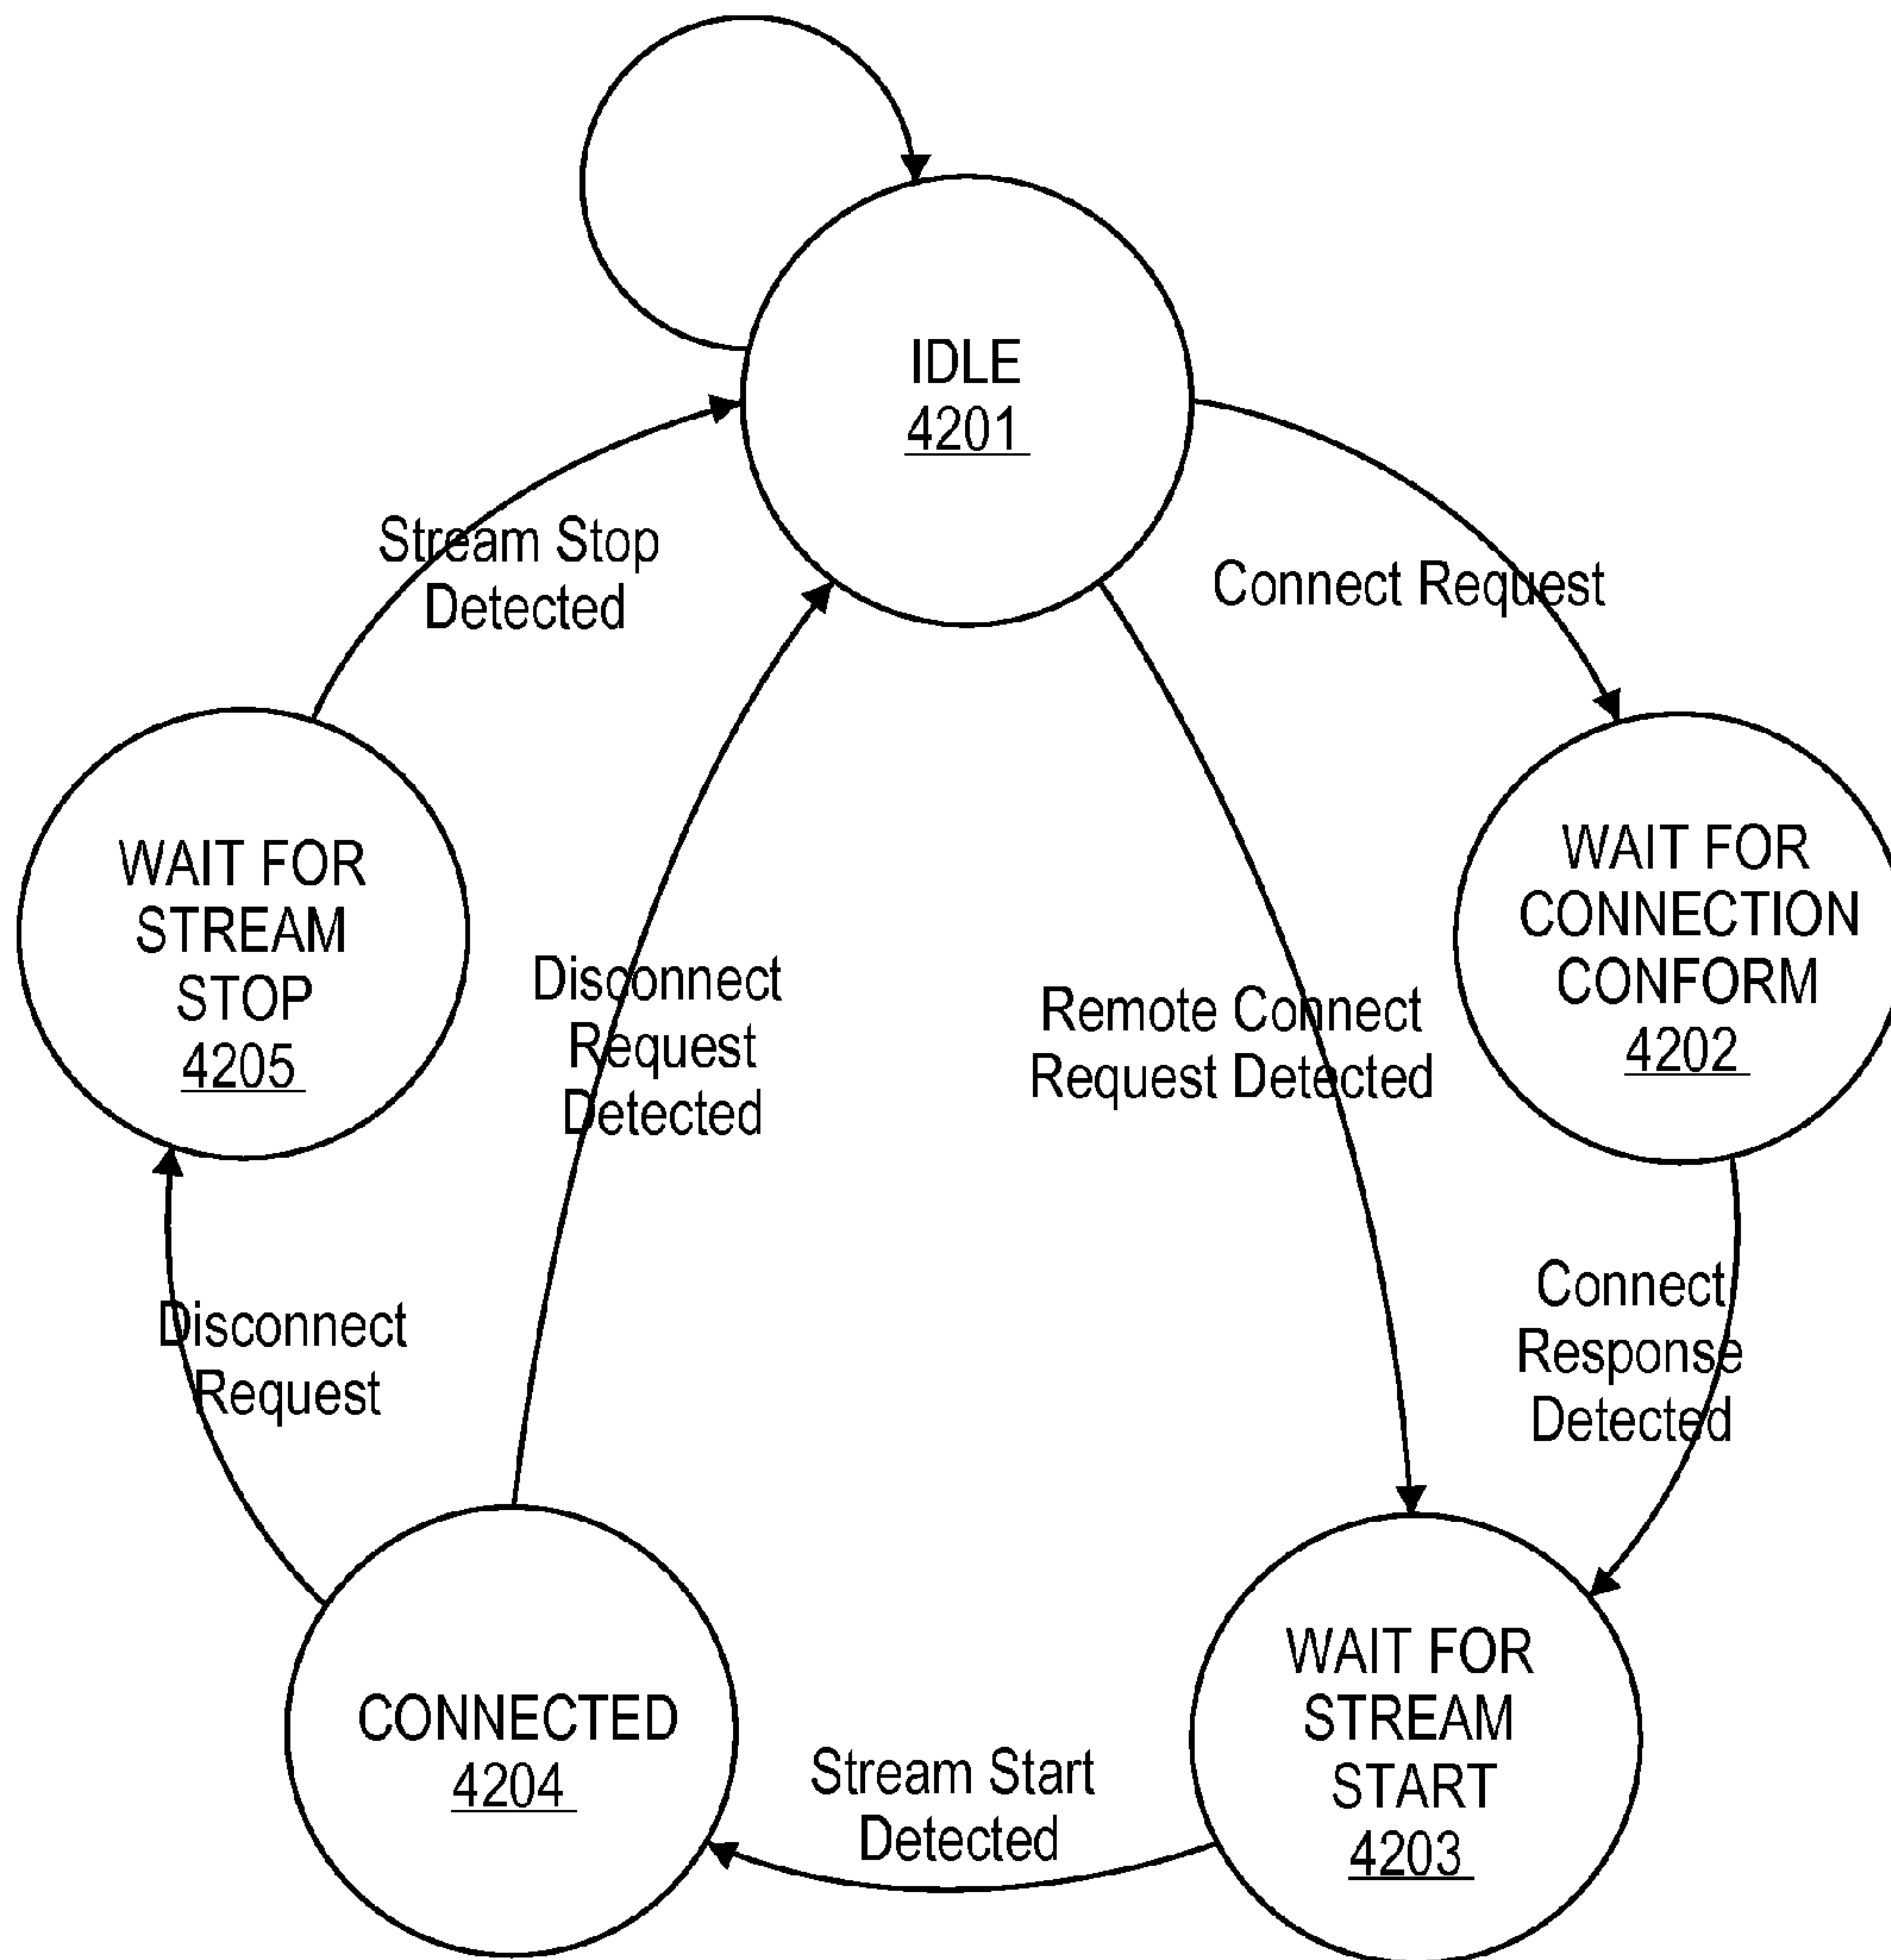 IDLE
4201
Stream Stop
Detected
Connect Request
WAIT FOR
STREAM
STOP
4205
WAIT FOR
CONNECTION
CONFORM
4202
Disconnect
Request
Detected
Remote Connect
Request Detected
Disconnect
Request
Connect
Response
Detected
CONNECTED
4204
Stream Start
Detected
WAIT FOR
STREAM
START
4203